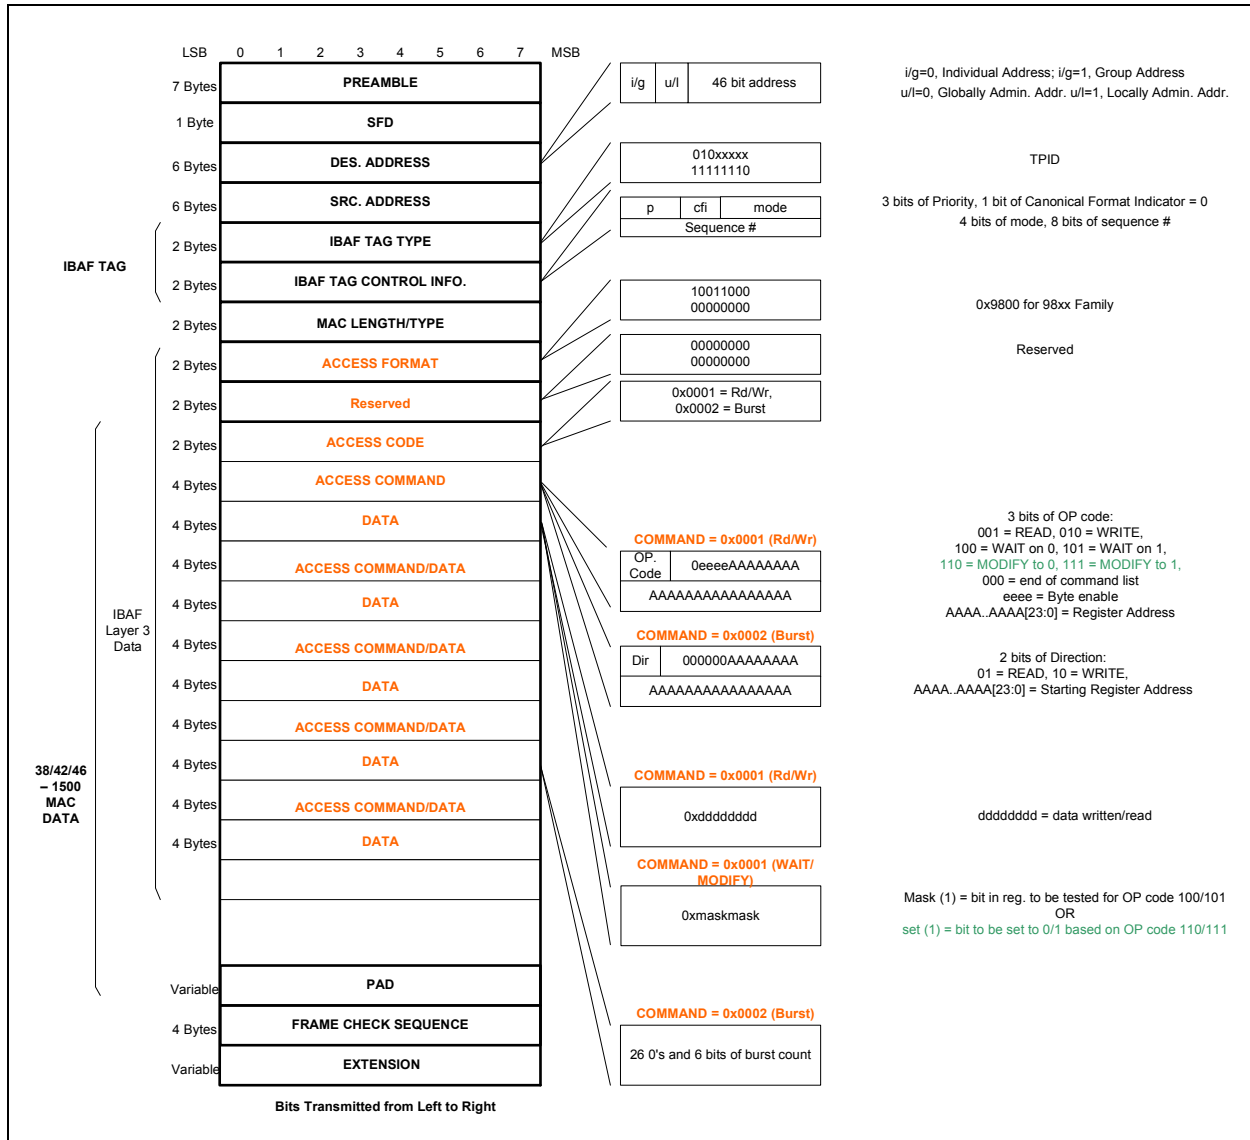 LSB 0 1 2 3 4 5 6 7 MSB
7 Bytes PREAMBLE
i/g u/l 46 bit address
i/g=0, Individual Address; i/g=1, Group Address
u/l=0, Globally Admin. Addr. u/l=1, Locally Admin. Addr.
1 Byte SFD
6 Bytes DES. ADDRESS
010xxxxx
11111110
TPID
6 Bytes SRC. ADDRESS
p cfi mode
Sequence #
3 bits of Priority, 1 bit of Canonical Format Indicator = 0
4 bits of mode, 8 bits of sequence #
IBAF TAG
2 Bytes IBAF TAG TYPE
2 Bytes IBAF TAG CONTROL INFO.
10011000
00000000
0x9800 for 98xx Family
2 Bytes MAC LENGTH/TYPE
00000000
00000000
Reserved
2 Bytes ACCESS FORMAT
2 Bytes Reserved
0x0001 = Rd/Wr,
0x0002 = Burst
2 Bytes ACCESS CODE
4 Bytes ACCESS COMMAND
4 Bytes DATA
COMMAND = 0x0001 (Rd/Wr)
OP.
Code
0eeeeAAAAAAAA
AAAAAAAAAAAAAAAA
3 bits of OP code:
001 = READ, 010 = WRITE,
100 = WAIT on 0, 101 = WAIT on 1,
110 = MODIFY to 0, 111 = MODIFY to 1,
000 = end of command list
eeee = Byte enable
AAAA..AAAA[23:0] = Register Address
4 Bytes ACCESS COMMAND/DATA
4 Bytes DATA
IBAF
Layer 3
Data
4 Bytes ACCESS COMMAND/DATA
COMMAND = 0x0002 (Burst)
Dir 000000AAAAAAAA
AAAAAAAAAAAAAAAA
2 bits of Direction:
01 = READ, 10 = WRITE,
AAAA..AAAA[23:0] = Starting Register Address
4 Bytes DATA
4 Bytes ACCESS COMMAND/DATA
4 Bytes DATA
38/42/46
– 1500
MAC
DATA
COMMAND = 0x0001 (Rd/Wr)
0xdddddddd
dddddddd = data written/read
4 Bytes ACCESS COMMAND/DATA
4 Bytes DATA
COMMAND = 0x0001 (WAIT/
MODIFY)
0xmaskmask
Mask (1) = bit in reg. to be tested for OP code 100/101
OR
set (1) = bit to be set to 0/1 based on OP code 110/111
Variable PAD
COMMAND = 0x0002 (Burst)
4 Bytes FRAME CHECK SEQUENCE
26 0's and 6 bits of burst count
Variable EXTENSION
Bits Transmitted from Left to Right